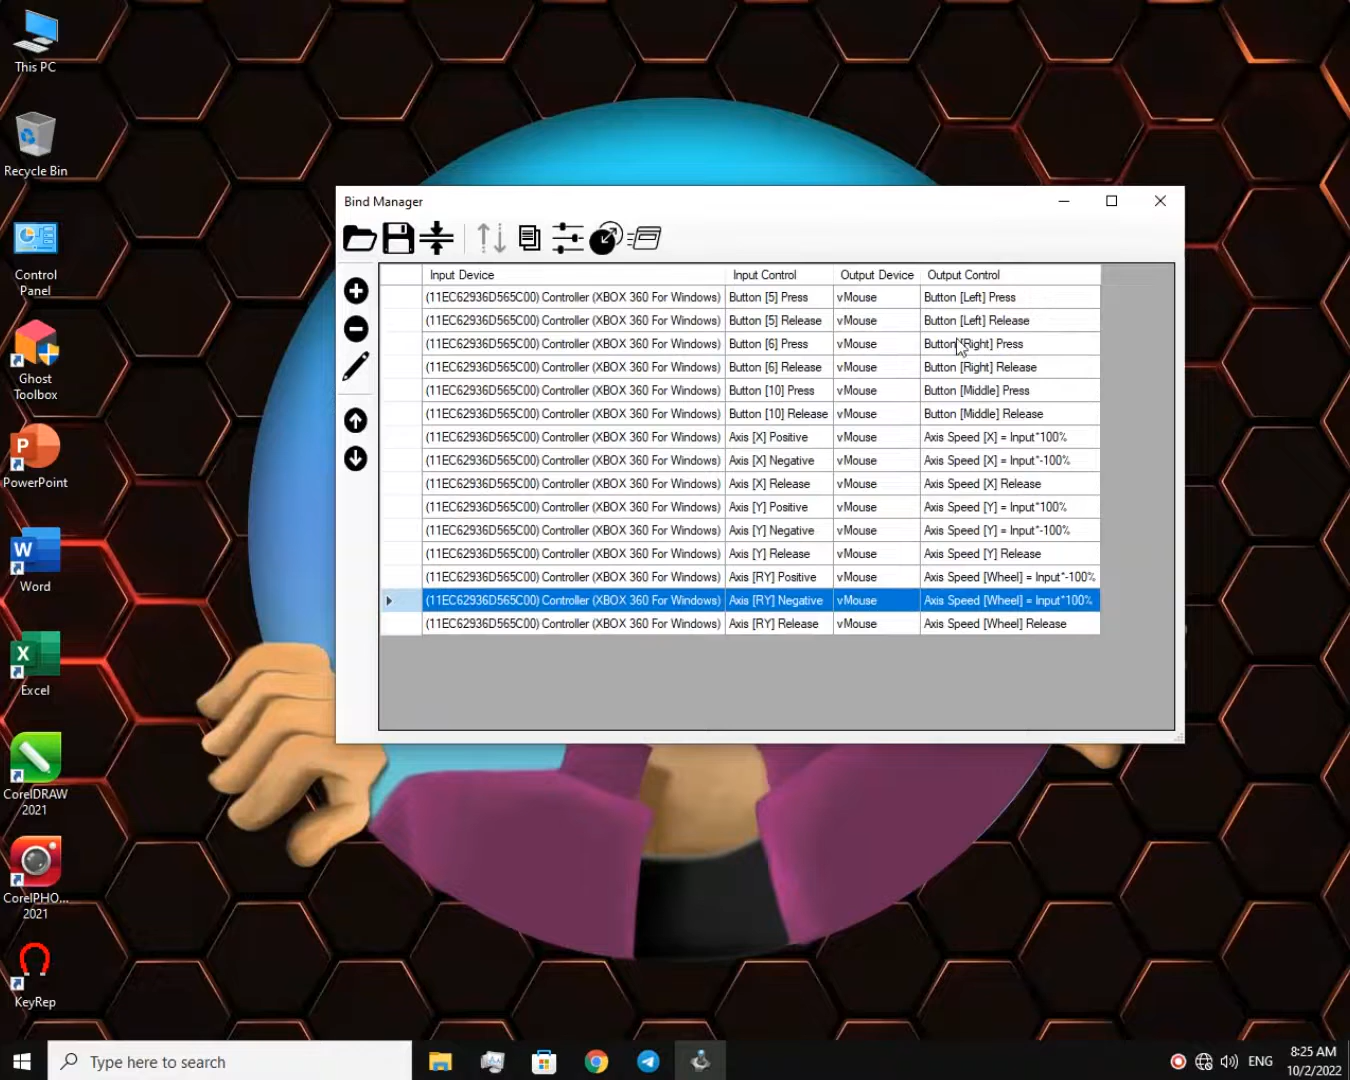 This PC
Recycle Bin
Control
Panel
Ghost
Toolbox
PowerPoint
Word
Excel
CorelDRAW
2021
CorelPHO...
2021
KeyRep
Bind Manager
Input Device Input Control Output Device Output Control
(11EC62936D565C00) Controller (XBOX 360 For Windows) Button [5] Press vMouse Button [Left] Press
(11EC62936D565C00) Controller (XBOX 360 For Windows) Button [5] Release vMouse Button [Left] Release
(11EC62936D565C00) Controller (XBOX 360 For Windows) Button [6] Press vMouse Button [Right] Press
(11EC62936D565C00) Controller (XBOX 360 For Windows) Button [6] Release vMouse Button [Right] Release
(11EC62936D565C00) Controller (XBOX 360 For Windows) Button [10] Press vMouse Button [Middle] Press
(11EC62936D565C00) Controller (XBOX 360 For Windows) Button [10] Release vMouse Button [Middle] Release
(11EC62936D565C00) Controller (XBOX 360 For Windows) Axis [X] Positive vMouse Axis Speed [X] = Input*100%
(11EC62936D565C00) Controller (XBOX 360 For Windows) Axis [X] Negative vMouse Axis Speed [X] = Input*-100%
(11EC62936D565C00) Controller (XBOX 360 For Windows) Axis [X] Release vMouse Axis Speed [X] Release
(11EC62936D565C00) Controller (XBOX 360 For Windows) Axis [Y] Positive vMouse Axis Speed [Y] = Input*100%
(11EC62936D565C00) Controller (XBOX 360 For Windows) Axis [Y] Negative vMouse Axis Speed [Y] = Input*-100%
(11EC62936D565C00) Controller (XBOX 360 For Windows) Axis [Y] Release vMouse Axis Speed [Y] Release
(11EC62936D565C00) Controller (XBOX 360 For Windows) Axis [RY] Positive vMouse Axis Speed [Wheel] = Input*-100%
(11EC62936D565C00) Controller (XBOX 360 For Windows) Axis [RY] Negative vMouse Axis Speed [Wheel] = Input*100%
(11EC62936D565C00) Controller (XBOX 360 For Windows) Axis [RY] Release vMouse Axis Speed [Wheel] Release
Type here to search
ENG
8:25 AM
10/2/2022